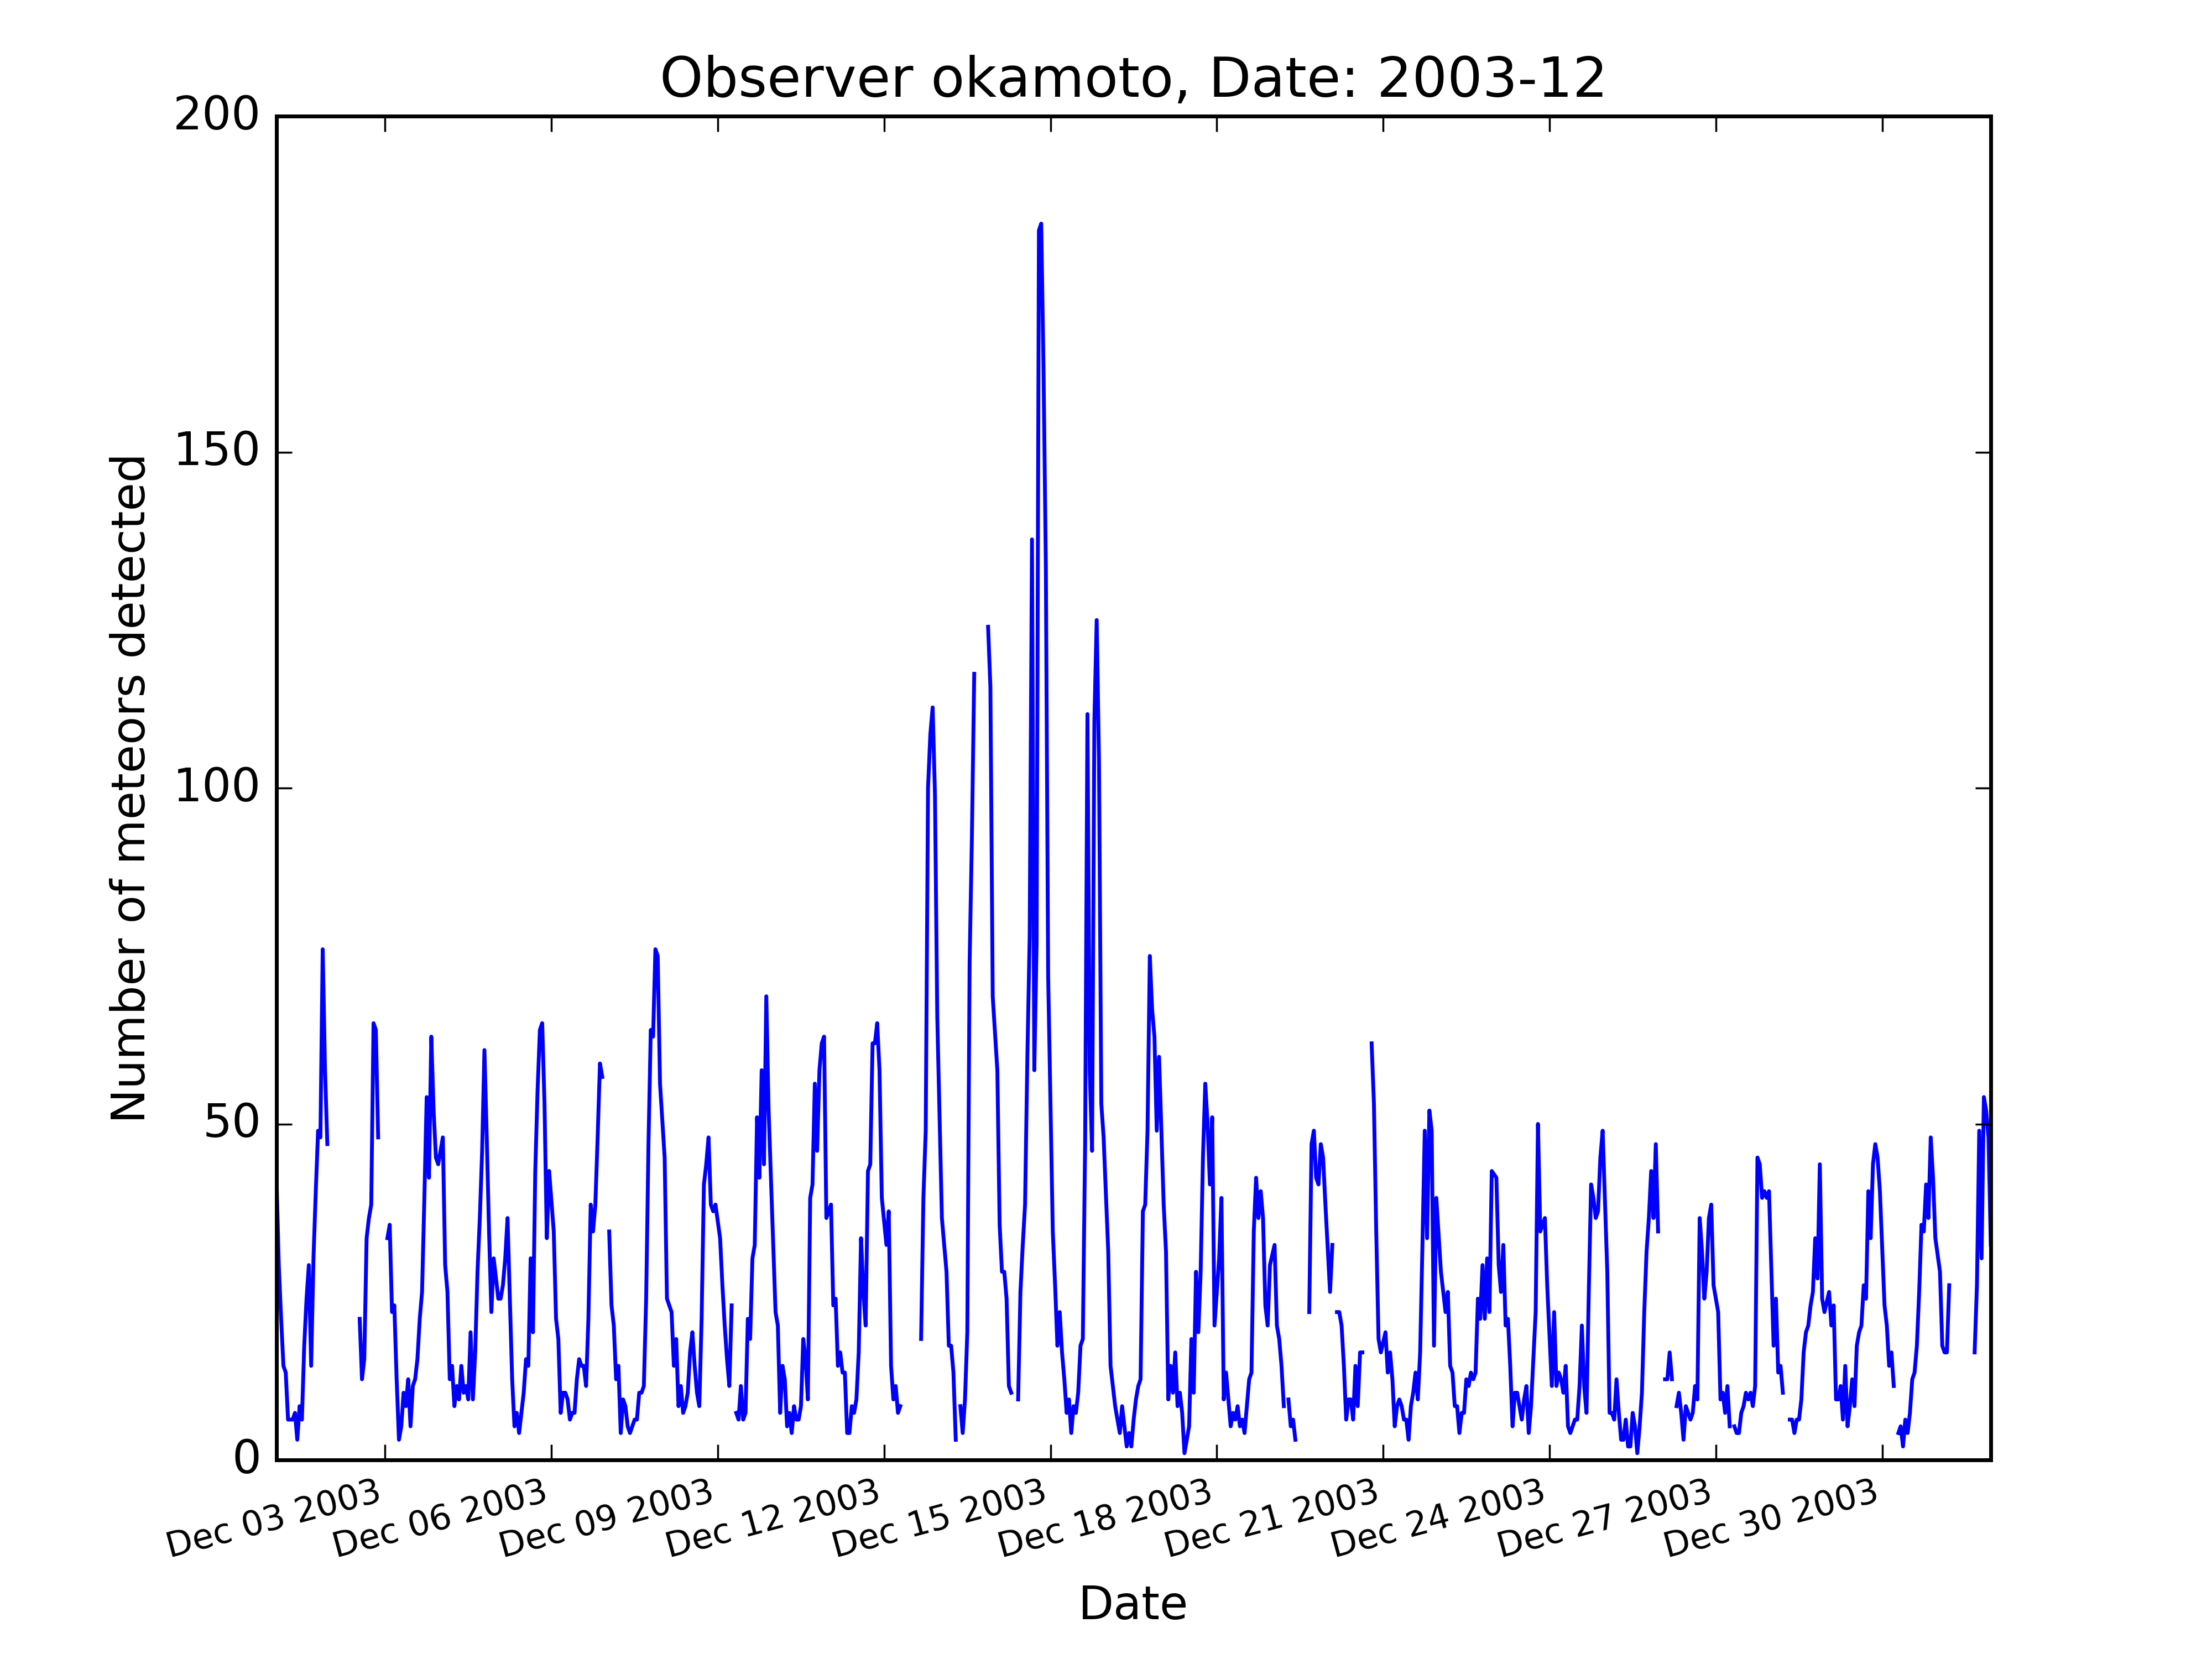 Observer okamoto, Date: 2003-12
200
150
100
50
0
Number of meteors detected
Dec 03 2003
Dec 06 2003
Dec 09 2003
Dec 12 2003
Dec 15 2003
Dec 18 2003
Dec 21 2003
Dec 24 2003
Dec 27 2003
Dec 30 2003
Date